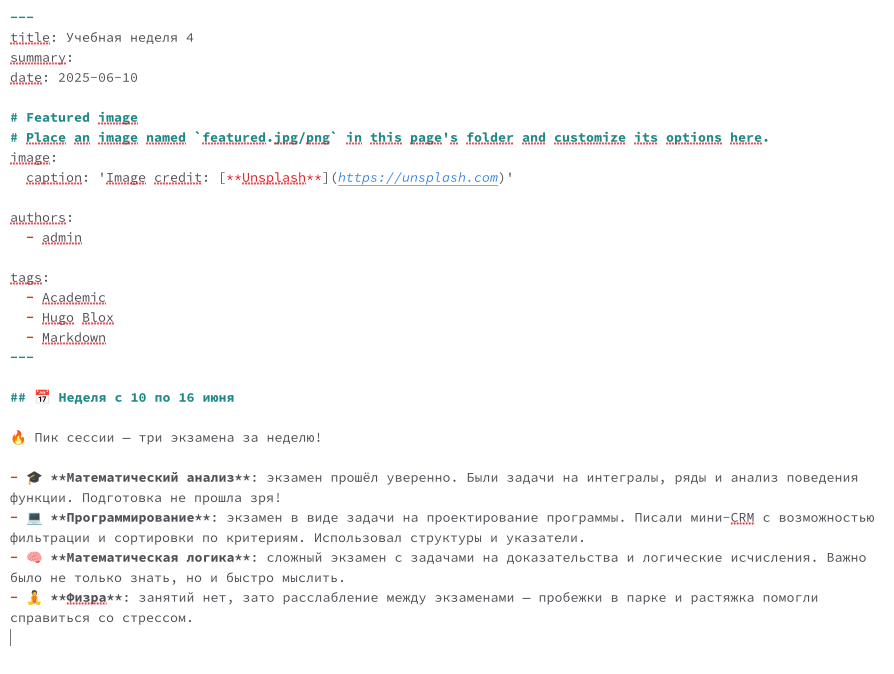 ---
title: Учебная неделя 4
summary:
date: 2025-06-10

# Featured image
# Place an image named `featured.jpg/png` in this page's folder and customize its options here.
image:
  caption: 'Image credit: [**Unsplash**](https://unsplash.com)'

authors:
  - admin

tags:
  - Academic
  - Hugo Blox
  - Markdown
---

## 📅 Неделя с 10 по 16 июня

🔥 Пик сессии — три экзамена за неделю!

- 🎓 **Математический анализ**: экзамен прошёл уверенно. Были задачи на интегралы, ряды и анализ поведения
функции. Подготовка не прошла зря!
- 💻 **Программирование**: экзамен в виде задачи на проектирование программы. Писали мини-CRM с возможностью
фильтрации и сортировки по критериям. Использовал структуры и указатели.
- 🧠 **Математическая логика**: сложный экзамен с задачами на доказательства и логические исчисления. Важно
было не только знать, но и быстро мыслить.
- 🧘 **Физра**: занятий нет, зато расслабление между экзаменами — пробежки в парке и растяжка помогли
справиться со стрессом.